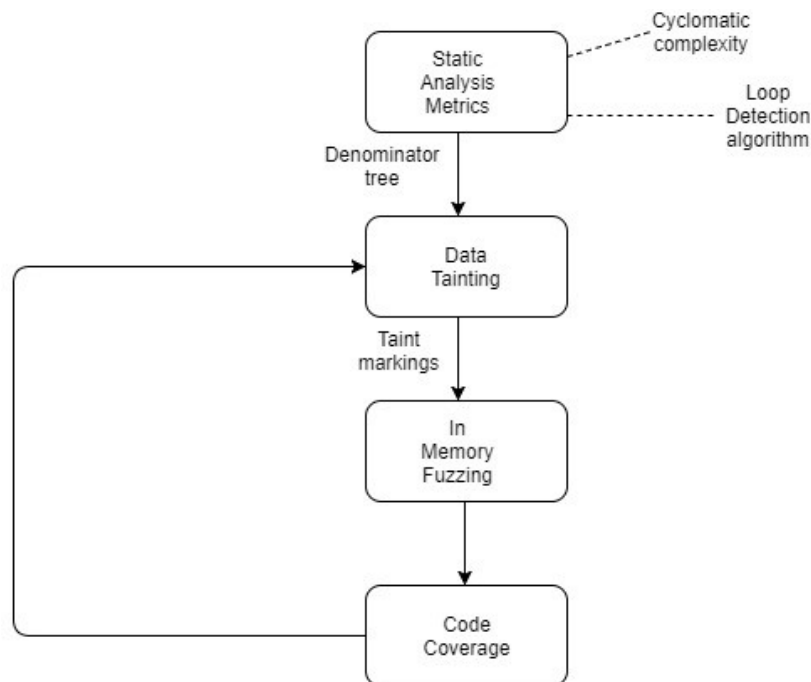 Cyclomatic
complexity
Static
Analysis
Metrics
Loop
Detection
algorithm
Denominator
tree
Data
Tainting
Taint
markings
In
Memory
Fuzzing
Code
Coverage